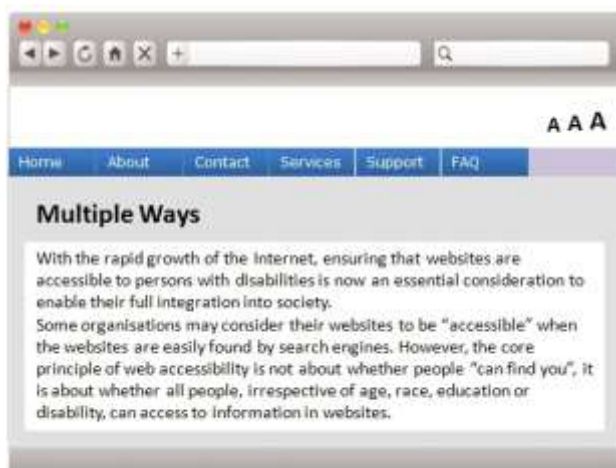 A A A
Home About Contact Services Support FAQ
Multiple Ways
With the rapid growth of the Internet, ensuring that websites are
accessible to persons with disabilities is now an essential consideration to
enable their full integration into society.
Some organisations may consider their websites to be “accessible” when
the websites are easily found by search engines. However, the core
principle of web accessibility is not about whether people “can find you”, it
is about whether all people, irrespective of age, race, education or
disability, can access to information in websites.